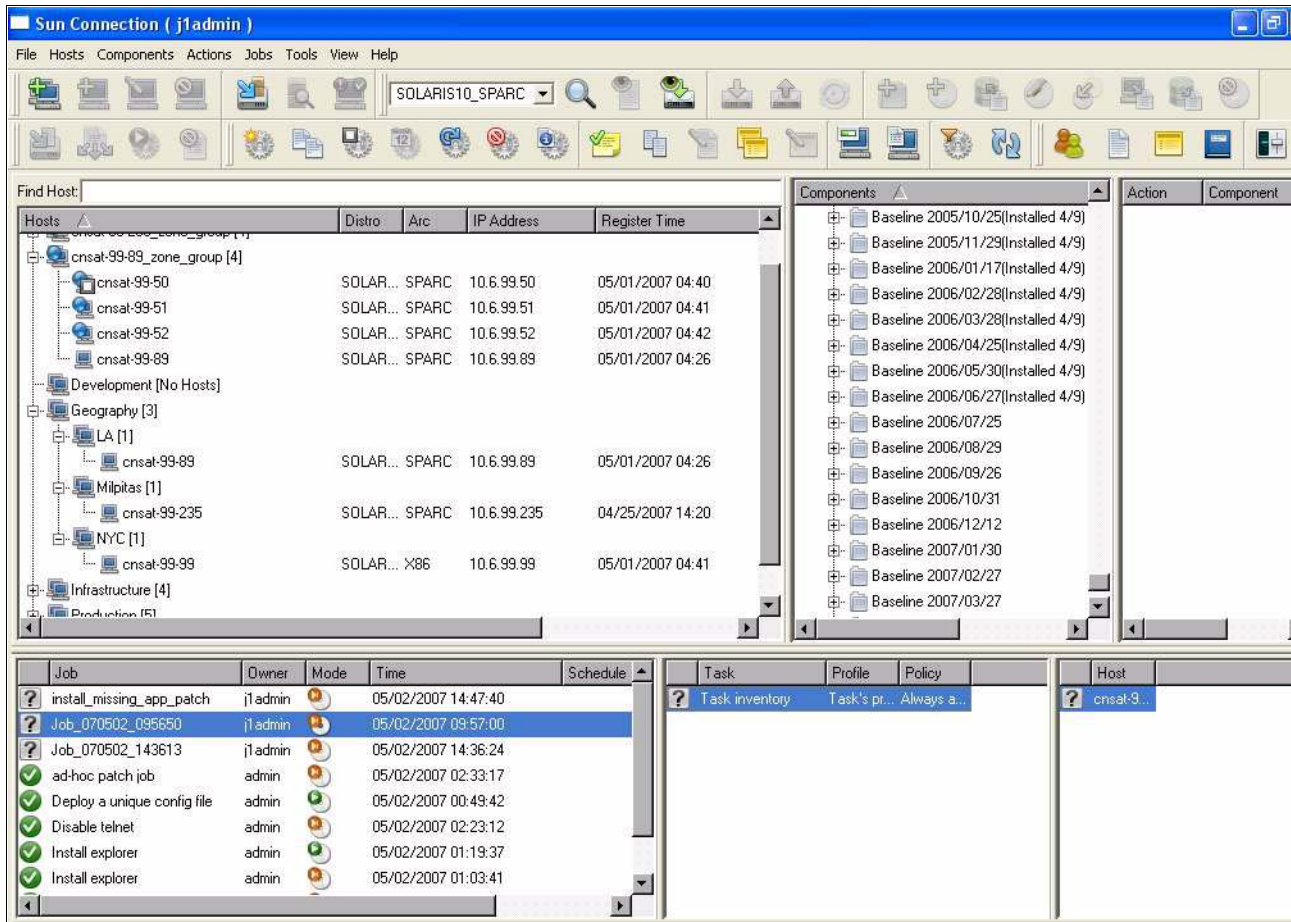 Sun Connection ( j1admin )
File Hosts Components Actions Jobs Tools View Help
SOLARIS10_SPARC
12
Find Host:
Hosts Distro Arc IP Address Register Time
cnsat-99-89_zone_group [4]
cnsat-99-50 SOLAR... SPARC 10.6.99.50 05/01/2007 04:40
cnsat-99-51 SOLAR... SPARC 10.6.99.51 05/01/2007 04:41
cnsat-99-52 SOLAR... SPARC 10.6.99.52 05/01/2007 04:42
cnsat-99-89 SOLAR... SPARC 10.6.99.89 05/01/2007 04:26
Development [No Hosts]
Geography [3]
LA [1]
cnsat-99-89 SOLAR... SPARC 10.6.99.89 05/01/2007 04:26
Milpitas [1]
cnsat-99-235 SOLAR... SPARC 10.6.99.235 04/25/2007 14:20
NYC [1]
cnsat-99-99 SOLAR... X86 10.6.99.99 05/01/2007 04:41
Infrastructure [4]
Production [5]
Components
Baseline 2005/10/25(Installed 4/9)
Baseline 2005/11/29(Installed 4/9)
Baseline 2006/01/17(Installed 4/9)
Baseline 2006/02/28(Installed 4/9)
Baseline 2006/03/28(Installed 4/9)
Baseline 2006/04/25(Installed 4/9)
Baseline 2006/05/30(Installed 4/9)
Baseline 2006/06/27(Installed 4/9)
Baseline 2006/07/25
Baseline 2006/08/29
Baseline 2006/09/26
Baseline 2006/10/31
Baseline 2006/12/12
Baseline 2007/01/30
Baseline 2007/02/27
Baseline 2007/03/27
Action Component
Job Owner Mode Time Schedule
install_missing_app_patch j1admin 05/02/2007 14:47:40
Job_070502_095650 j1admin 05/02/2007 09:57:00
Job_070502_143613 j1admin 05/02/2007 14:36:24
ad-hoc patch job admin 05/02/2007 02:33:17
Deploy a unique config file admin 05/02/2007 00:49:42
Disable telnet admin 05/02/2007 02:23:12
Install explorer admin 05/02/2007 01:19:37
Install explorer admin 05/02/2007 01:03:41
Task Profile Policy
Task inventory Task's pr... Always a...
Host
cnsat-9...